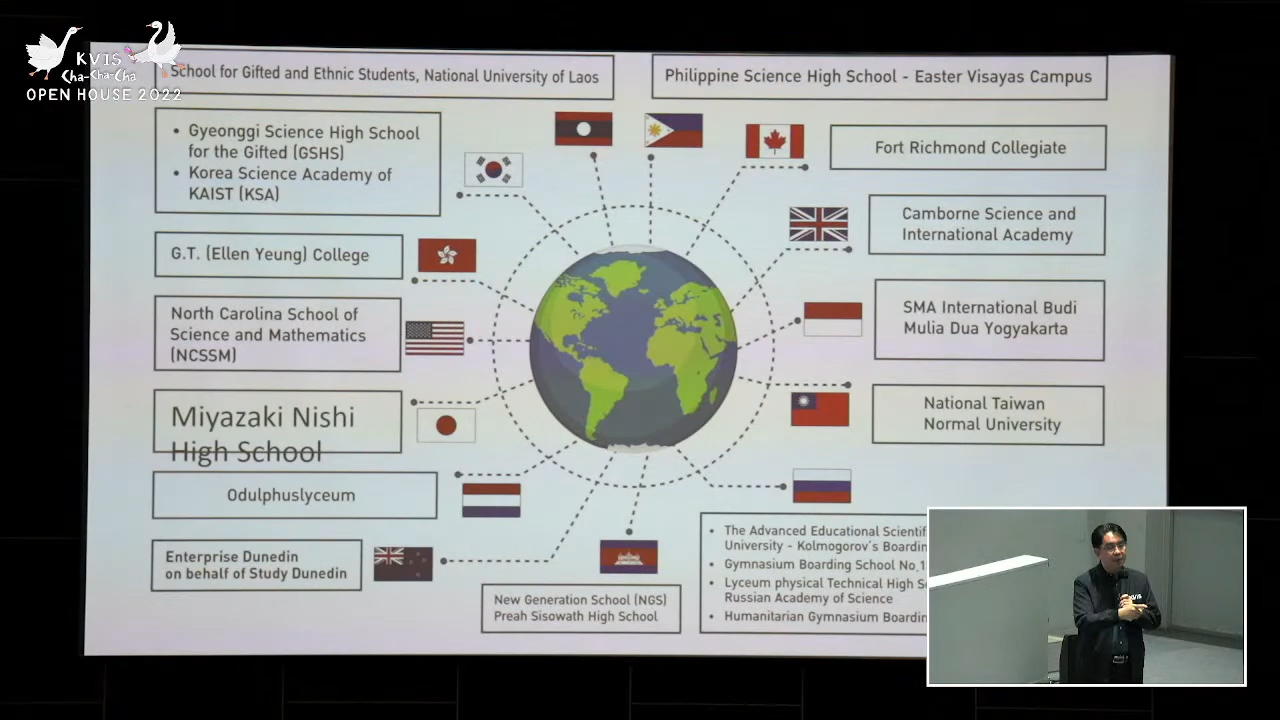 KVIS
Cha-Cha-Cha
OPEN HOUSE 2022
School for Gifted and Ethnic Students, National University of Laos
Philippine Science High School - Easter Visayas Campus
• Gyeonggi Science High School
for the Gifted (GSHS)
• Korea Science Academy of
KAIST (KSA)
Fort Richmond Collegiate
Camborne Science and
International Academy
G.T. (Ellen Yeung) College
North Carolina School of
Science and Mathematics
(NCSSM)
SMA International Budi
Mulia Dua Yogyakarta
Miyazaki Nishi
High School
National Taiwan
Normal University
Odulphuslyceum
Enterprise Dunedin
on behalf of Study Dunedin
New Generation School (NGS)
Preah Sisowath High School
• The Advanced Educational Scientif
University - Kolmogorov's Boardin
• Gymnasium Boarding School No.1
• Lyceum physical Technical High S
Russian Academy of Science
• Humanitarian Gymnasium Boardin
KVIS